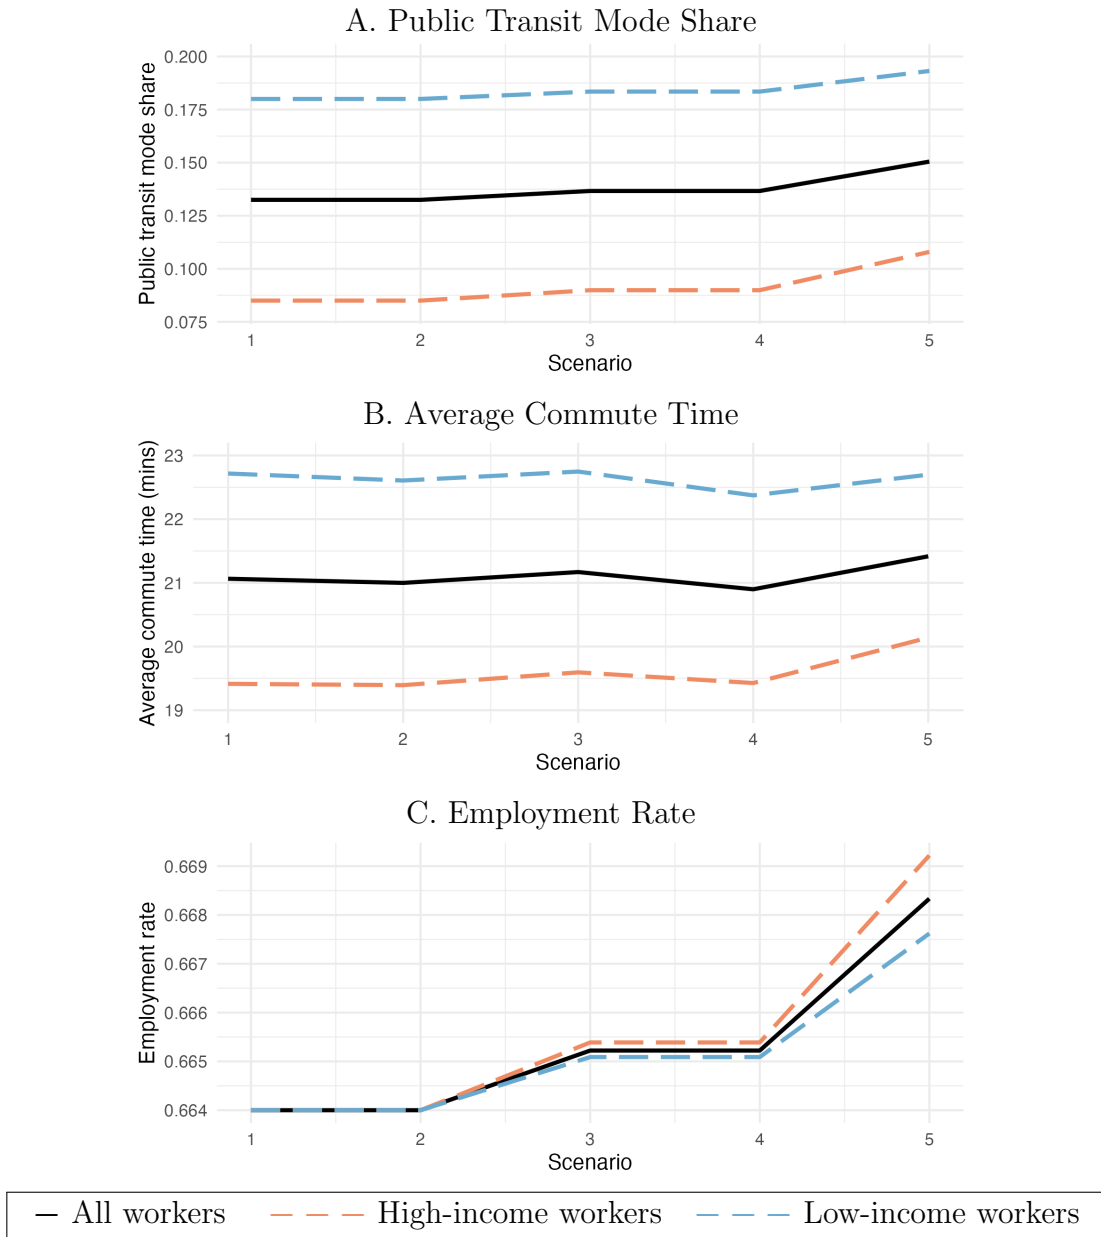 A. Public Transit Mode Share
Public transit mode share
0.200
0.175
0.150
0.125
0.100
0.075
1 2 3 4 5
Scenario
B. Average Commute Time
Average commute time (mins)
23
22
21
20
19
1 2 3 4 5
Scenario
C. Employment Rate
Employment rate
0.669
0.668
0.667
0.666
0.665
0.664
1 2 3 4 5
Scenario
All workers High-income workers Low-income workers